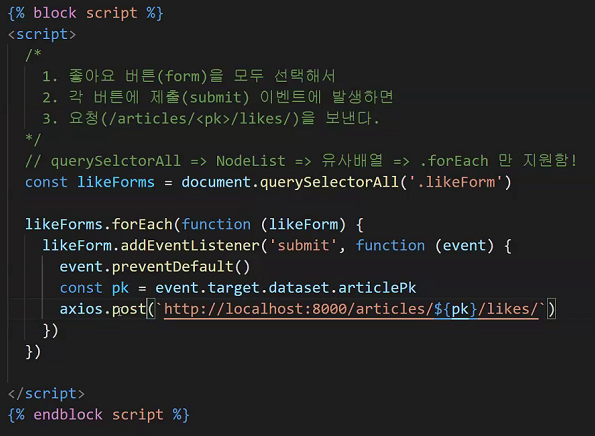 {% block script %}
<script>
/*
1. 좋아요 버튼(form)을 모두 선택해서
2. 각 버튼에 제출(submit) 이벤트에 발생하면
3. 요청(/articles/<pk>/likes/)을 보낸다.
*/
// querySelctorAll => NodeList => 유사배열 => .forEach 만 지원함!
const likeForms = document.querySelectorAll('.likeForm')
likeForms.forEach(function (likeForm) {
likeForm.addEventListener('submit', function (event) {
event.preventDefault()
const pk = event.target.dataset.articlePk
axios.post(`http://localhost:8000/articles/${pk}/likes/`)
})
})
</script>
{% endblock script %}